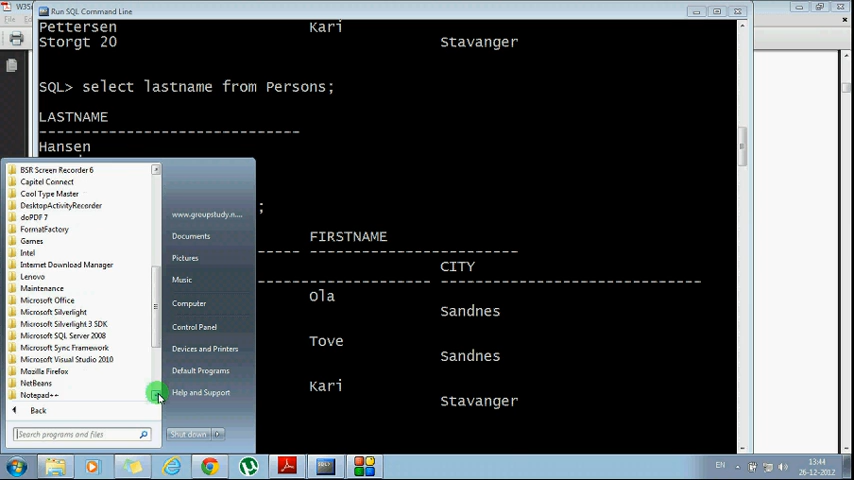 W3S
Run SQL Command Line
Pettersen Kari
Storgt 20 Stavanger
SQL> select lastname from Persons;
LASTNAME
------------------------------
Hansen
;
FIRSTNAME
CITY
Ola
Sandnes
Tove
Sandnes
Kari
Stavanger
BSR Screen Recorder 6
Capitel Connect
Cool Type Master
DesktopActivityRecorder
doPDF 7
FormatFactory
Games
Intel
Internet Download Manager
Lenovo
Maintenance
Microsoft Office
Microsoft Silverlight
Microsoft Silverlight 3 SDK
Microsoft SQL Server 2008
Microsoft Sync Framework
Microsoft Visual Studio 2010
Mozilla Firefox
NetBeans
Notepad++
Back
Search programs and files
www.groupstudy.n...
Documents
Pictures
Music
Computer
Control Panel
Devices and Printers
Default Programs
Help and Support
Shut down
EN
13:44
26-12-2012